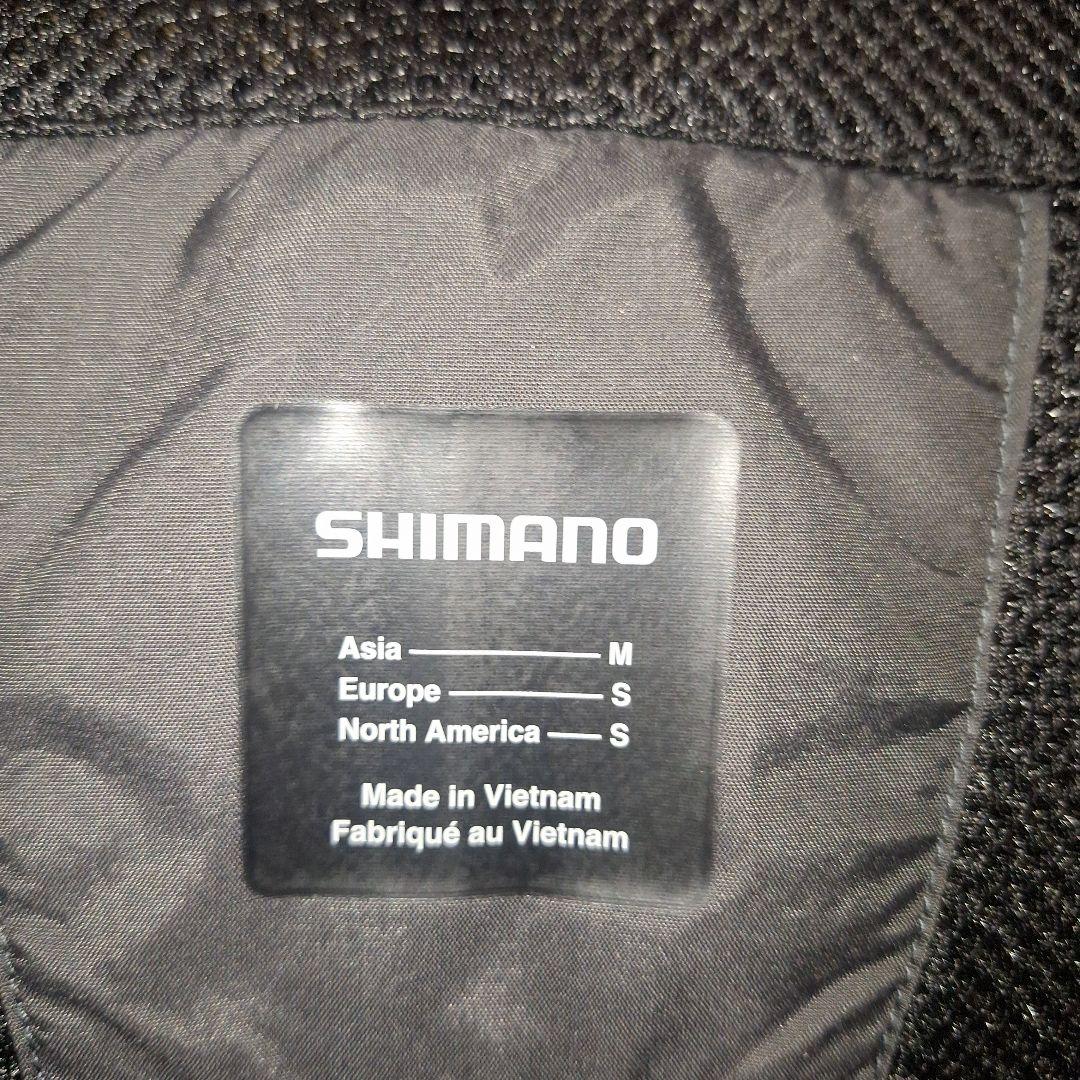 SHIMANO
Asia M
Europe S
North America S
Made in Vietnam
Fabriqué au Vietnam